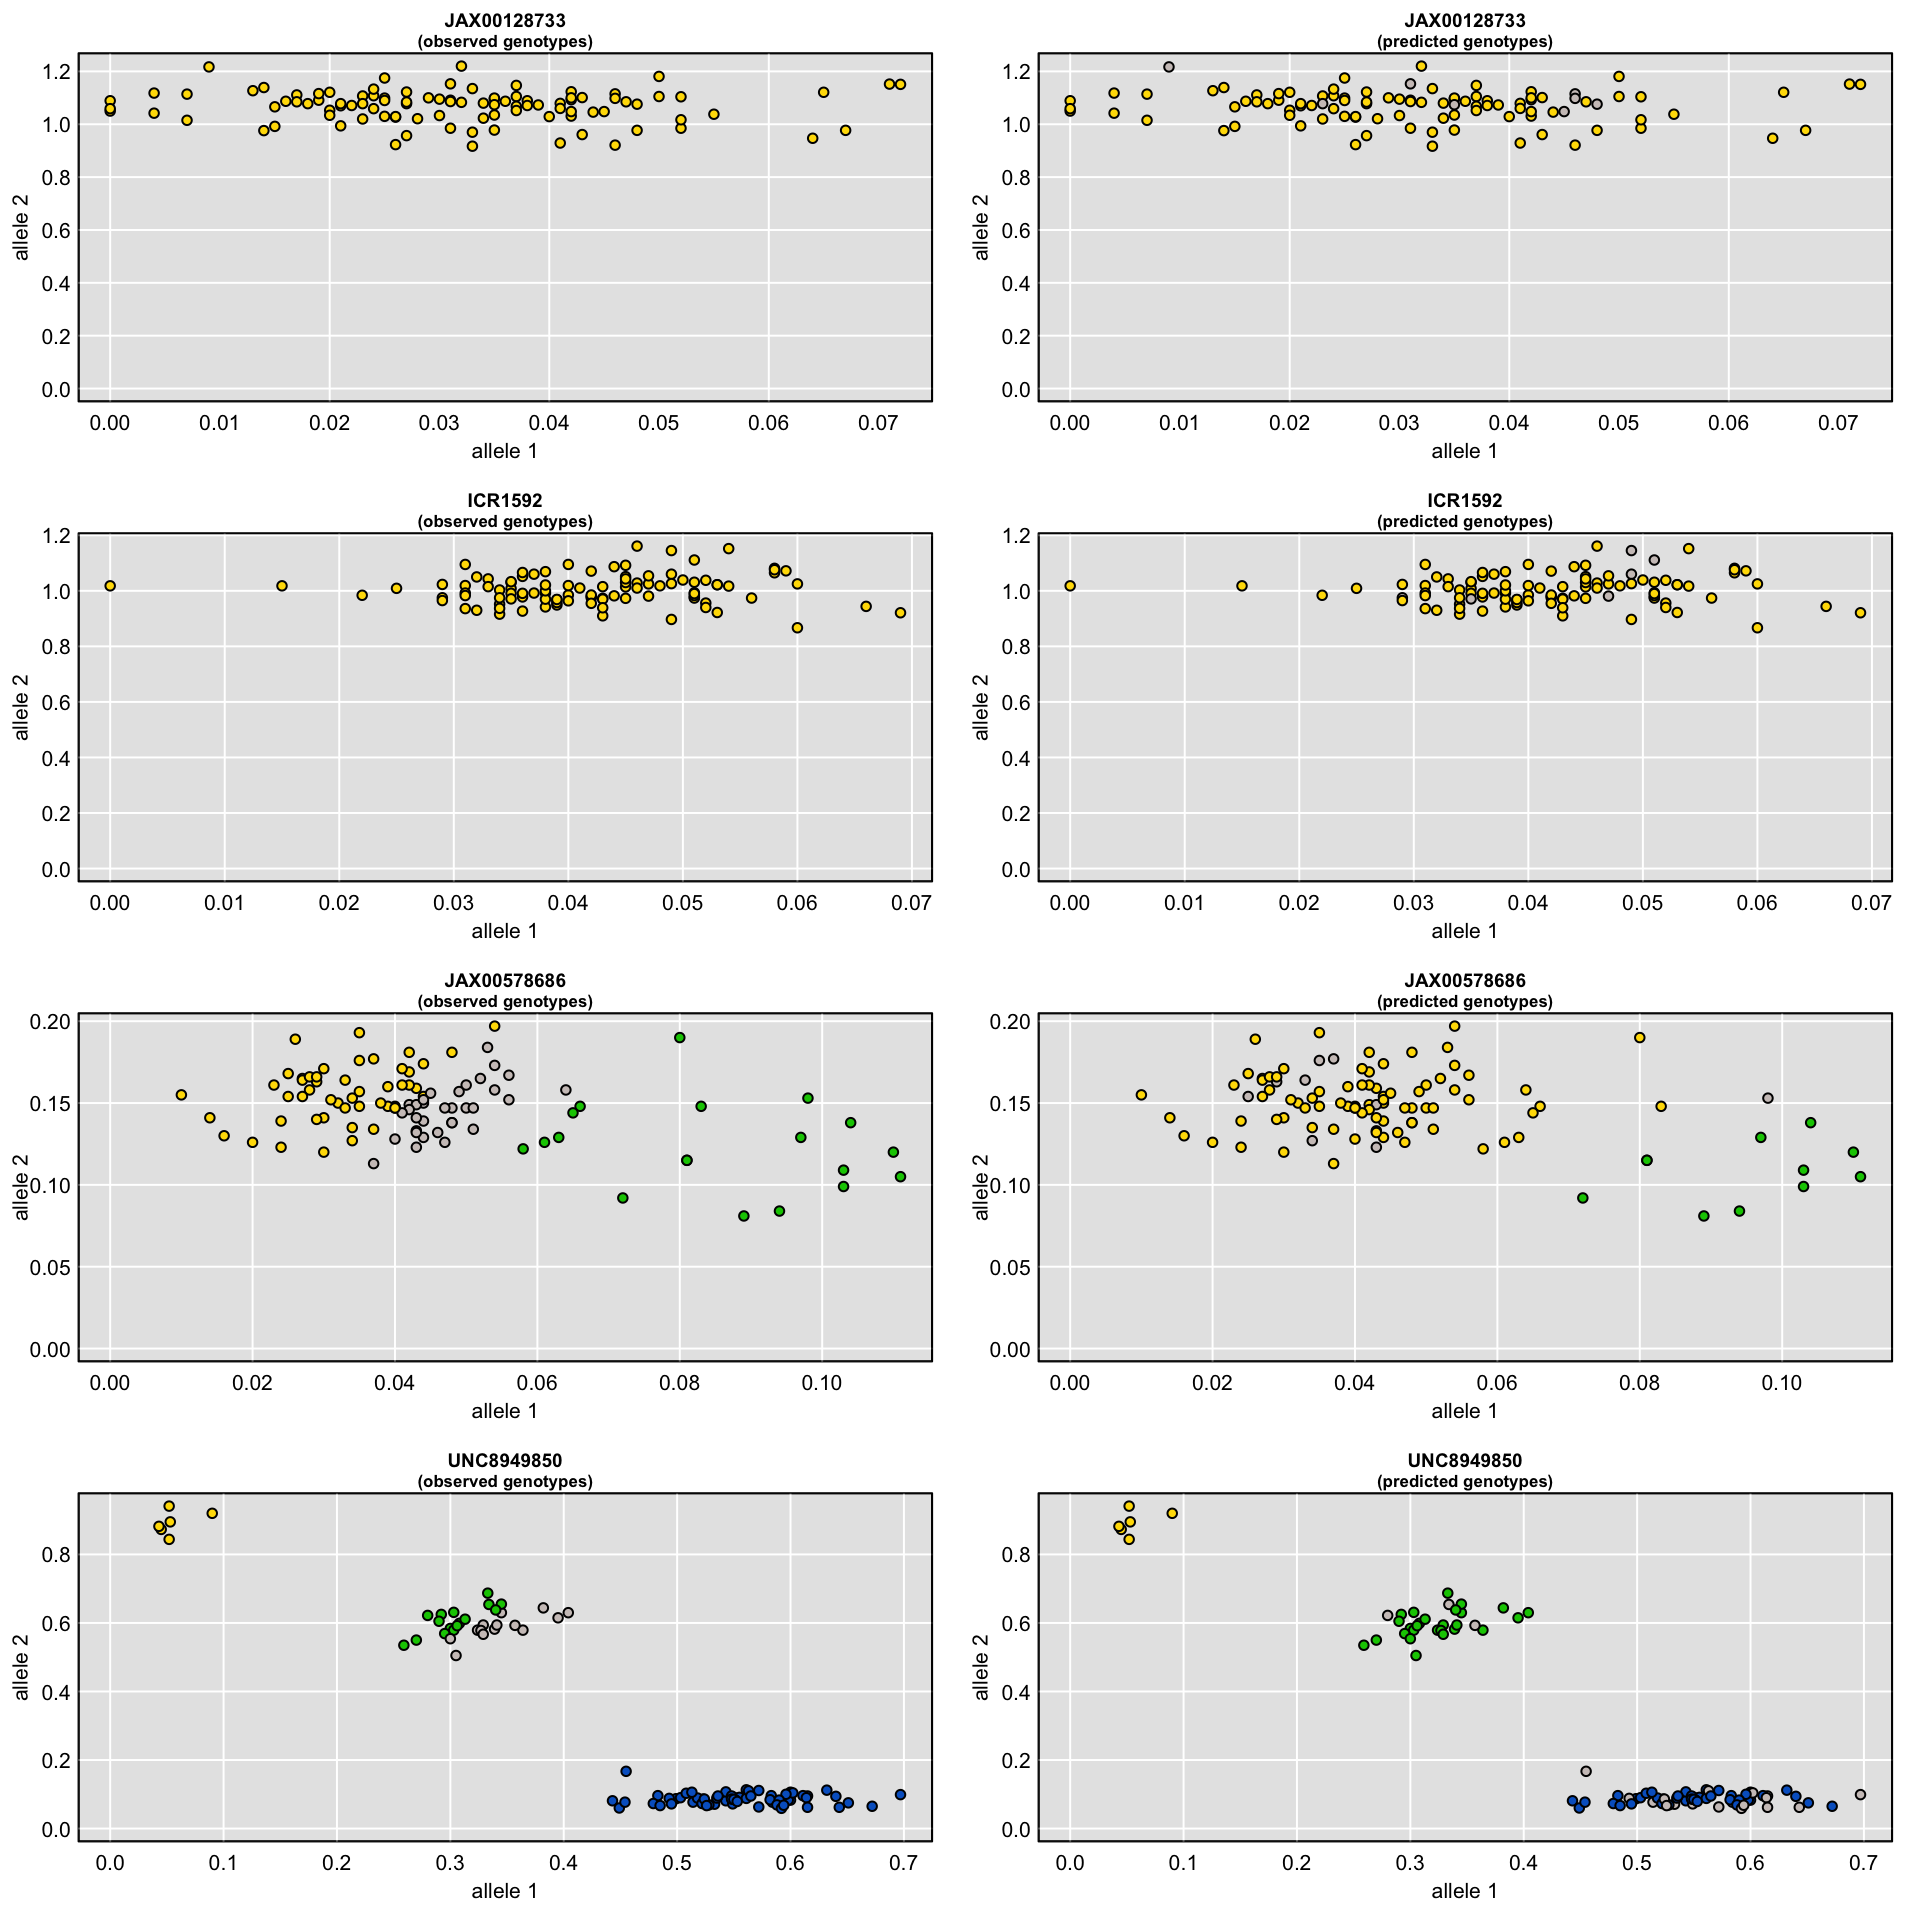 JAX00128733
(observed genotypes)
allele 2
1.2
1.0
0.8
0.6
0.4
0.2
0.0
0.00 0.01 0.02 0.03 0.04 0.05 0.06 0.07
allele 1
JAX00128733
(predicted genotypes)
allele 2
1.2
1.0
0.8
0.6
0.4
0.2
0.0
0.00 0.01 0.02 0.03 0.04 0.05 0.06 0.07
allele 1
ICR1592
(observed genotypes)
allele 2
1.2
1.0
0.8
0.6
0.4
0.2
0.0
0.00 0.01 0.02 0.03 0.04 0.05 0.06 0.07
allele 1
ICR1592
(predicted genotypes)
allele 2
1.2
1.0
0.8
0.6
0.4
0.2
0.0
0.00 0.01 0.02 0.03 0.04 0.05 0.06 0.07
allele 1
JAX00578686
(observed genotypes)
allele 2
0.20
0.15
0.10
0.05
0.00
0.00 0.02 0.04 0.06 0.08 0.10
allele 1
JAX00578686
(predicted genotypes)
allele 2
0.20
0.15
0.10
0.05
0.00
0.00 0.02 0.04 0.06 0.08 0.10
allele 1
UNC8949850
(observed genotypes)
allele 2
0.8
0.6
0.4
0.2
0.0
0.0 0.1 0.2 0.3 0.4 0.5 0.6 0.7
allele 1
UNC8949850
(predicted genotypes)
allele 2
0.8
0.6
0.4
0.2
0.0
0.0 0.1 0.2 0.3 0.4 0.5 0.6 0.7
allele 1